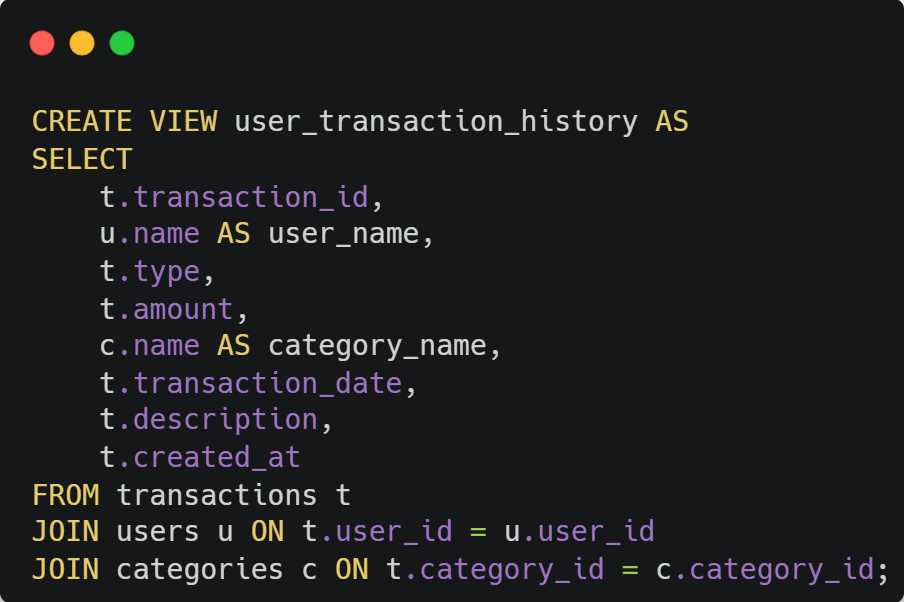 CREATE VIEW user_transaction_history AS
SELECT
    t.transaction_id,
    u.name AS user_name,
    t.type,
    t.amount,
    c.name AS category_name,
    t.transaction_date,
    t.description,
    t.created_at
FROM transactions t
JOIN users u ON t.user_id = u.user_id
JOIN categories c ON t.category_id = c.category_id;